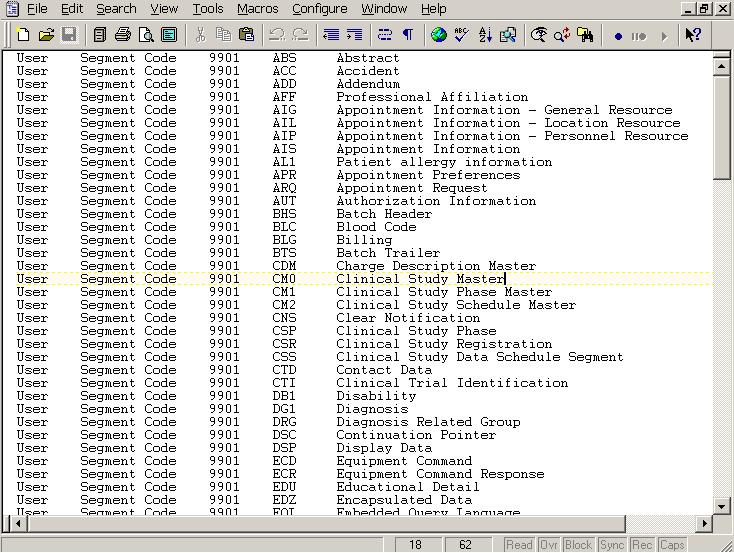 File Edit Search View Tools Macros Configure Window Help
User Segment Code 9901 ABS Abstract
User Segment Code 9901 ACC Accident
User Segment Code 9901 ADD Addendum
User Segment Code 9901 AFF Professional Affiliation
User Segment Code 9901 AIG Appointment Information - General Resource
User Segment Code 9901 AIL Appointment Information - Location Resource
User Segment Code 9901 AIP Appointment Information - Personnel Resource
User Segment Code 9901 AIS Appointment Information
User Segment Code 9901 AL1 Patient allergy information
User Segment Code 9901 APR Appointment Preferences
User Segment Code 9901 ARQ Appointment Request
User Segment Code 9901 AUT Authorization Information
User Segment Code 9901 BHS Batch Header
User Segment Code 9901 BLC Blood Code
User Segment Code 9901 BLG Billing
User Segment Code 9901 BTS Batch Trailer
User Segment Code 9901 CDM Charge Description Master
User Segment Code 9901 CM0 Clinical Study Master
User Segment Code 9901 CM1 Clinical Study Phase Master
User Segment Code 9901 CM2 Clinical Study Schedule Master
User Segment Code 9901 CNS Clear Notification
User Segment Code 9901 CSP Clinical Study Phase
User Segment Code 9901 CSR Clinical Study Registration
User Segment Code 9901 CSS Clinical Study Data Schedule Segment
User Segment Code 9901 CTD Contact Data
User Segment Code 9901 CTI Clinical Trial Identification
User Segment Code 9901 DB1 Disability
User Segment Code 9901 DG1 Diagnosis
User Segment Code 9901 DRG Diagnosis Related Group
User Segment Code 9901 DSC Continuation Pointer
User Segment Code 9901 DSP Display Data
User Segment Code 9901 ECD Equipment Command
User Segment Code 9901 ECR Equipment Command Response
User Segment Code 9901 EDU Educational Detail
User Segment Code 9901 EDZ Encapsulated Data
User Segment Code 9901 EQL Embedded Query Language
18 62 Read Ovr Block Sync Rec Caps